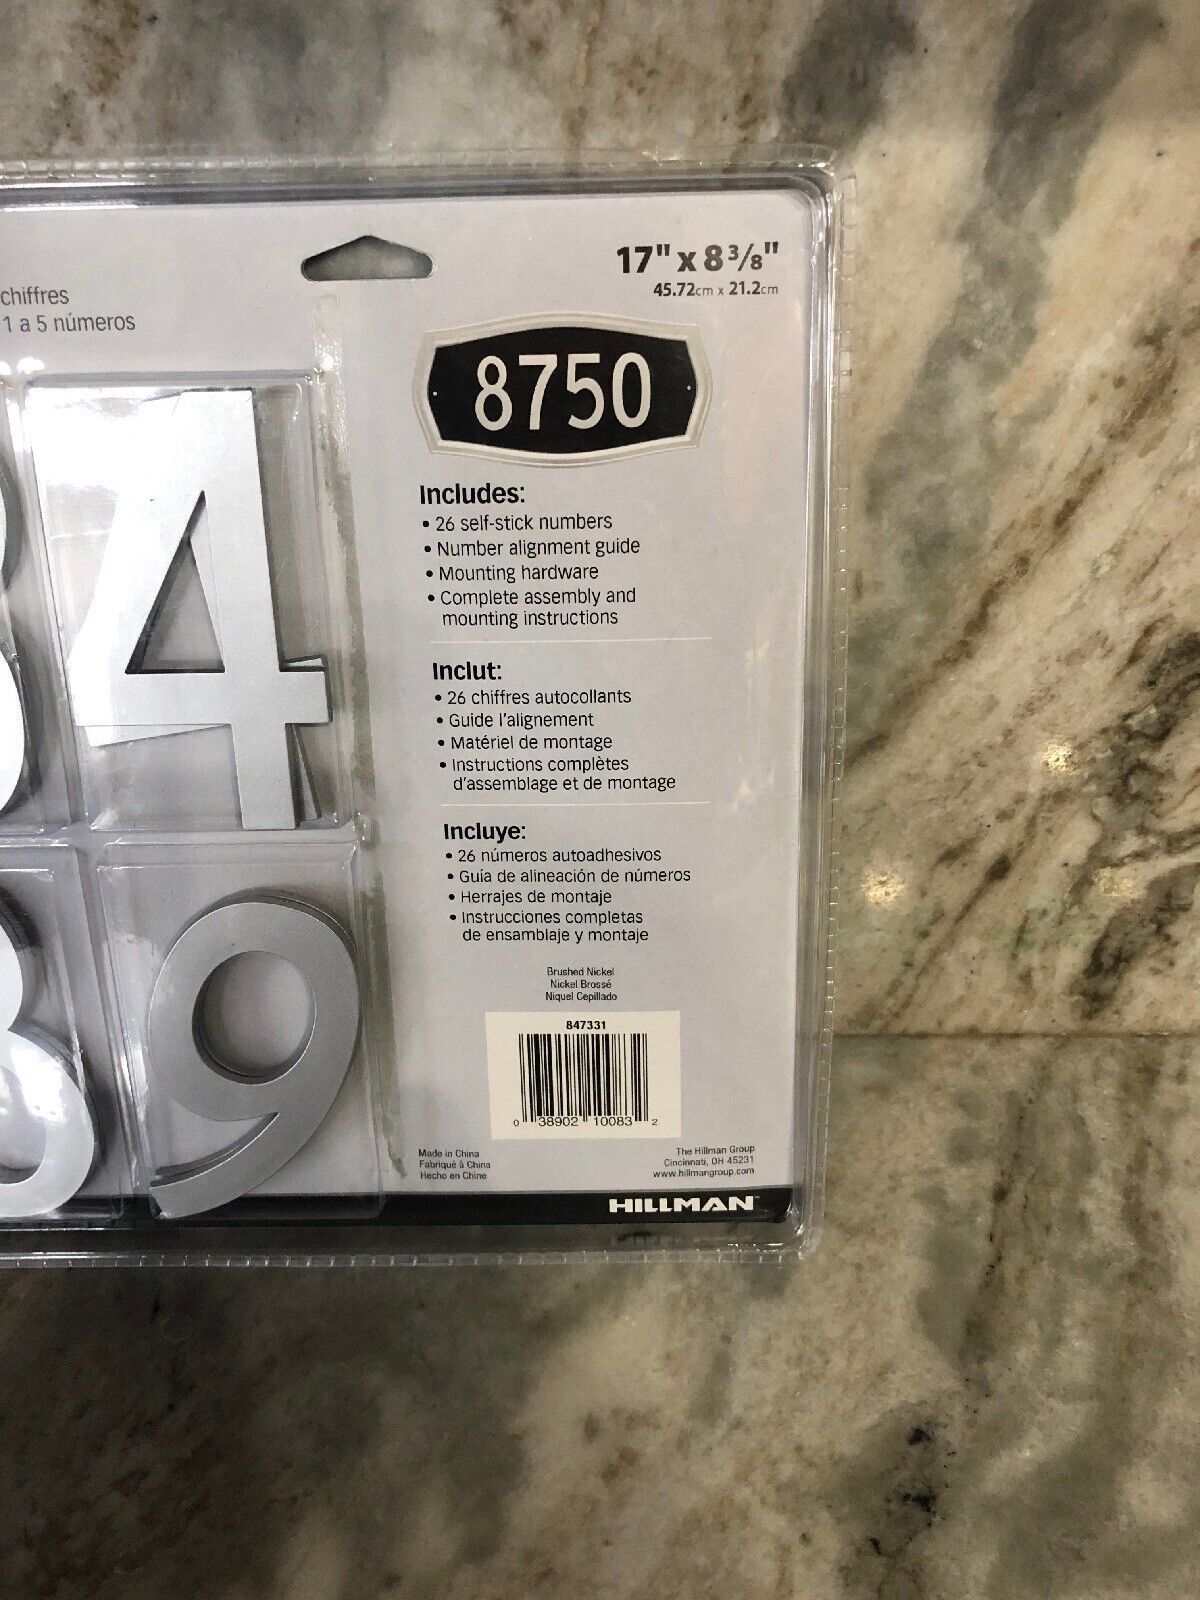 chiffres
1 a 5 números
17" x 8 3/8"
45.72cm x 21.2cm
8750
4
9
Includes:
• 26 self-stick numbers
• Number alignment guide
• Mounting hardware
• Complete assembly and
mounting instructions
Inclut:
• 26 chiffres autocollants
• Guide l'alignement
• Matériel de montage
• Instructions complètes
d'assemblage et de montage
Incluye:
• 26 números autoadhesivos
• Guía de alineación de números
• Herrajes de montaje
• Instrucciones completas
de ensamblaje y montaje
Brushed Nickel
Nickel Brossé
Níquel Cepillado
847331
0 38902 10083 2
Made in China
Fabriqué à China
Hecho en Chine
The Hillman Group
Cincinnati, OH 45231
www.hillmangroup.com
HILLMAN